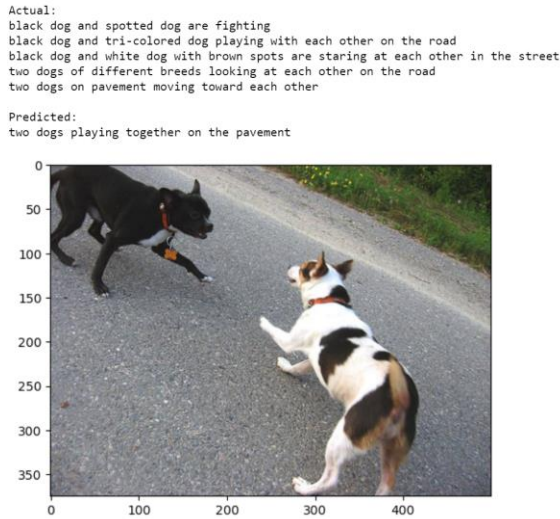 Actual:
black dog and spotted dog are fighting
black dog and tri-colored dog playing with each other on the road
black dog and white dog with brown spots are staring at each other in the street
two dogs of different breeds looking at each other on the road
two dogs on pavement moving toward each other
Predicted:
two dogs playing together on the pavement
0
50
100
150
200
250
300
350
0 100 200 300 400